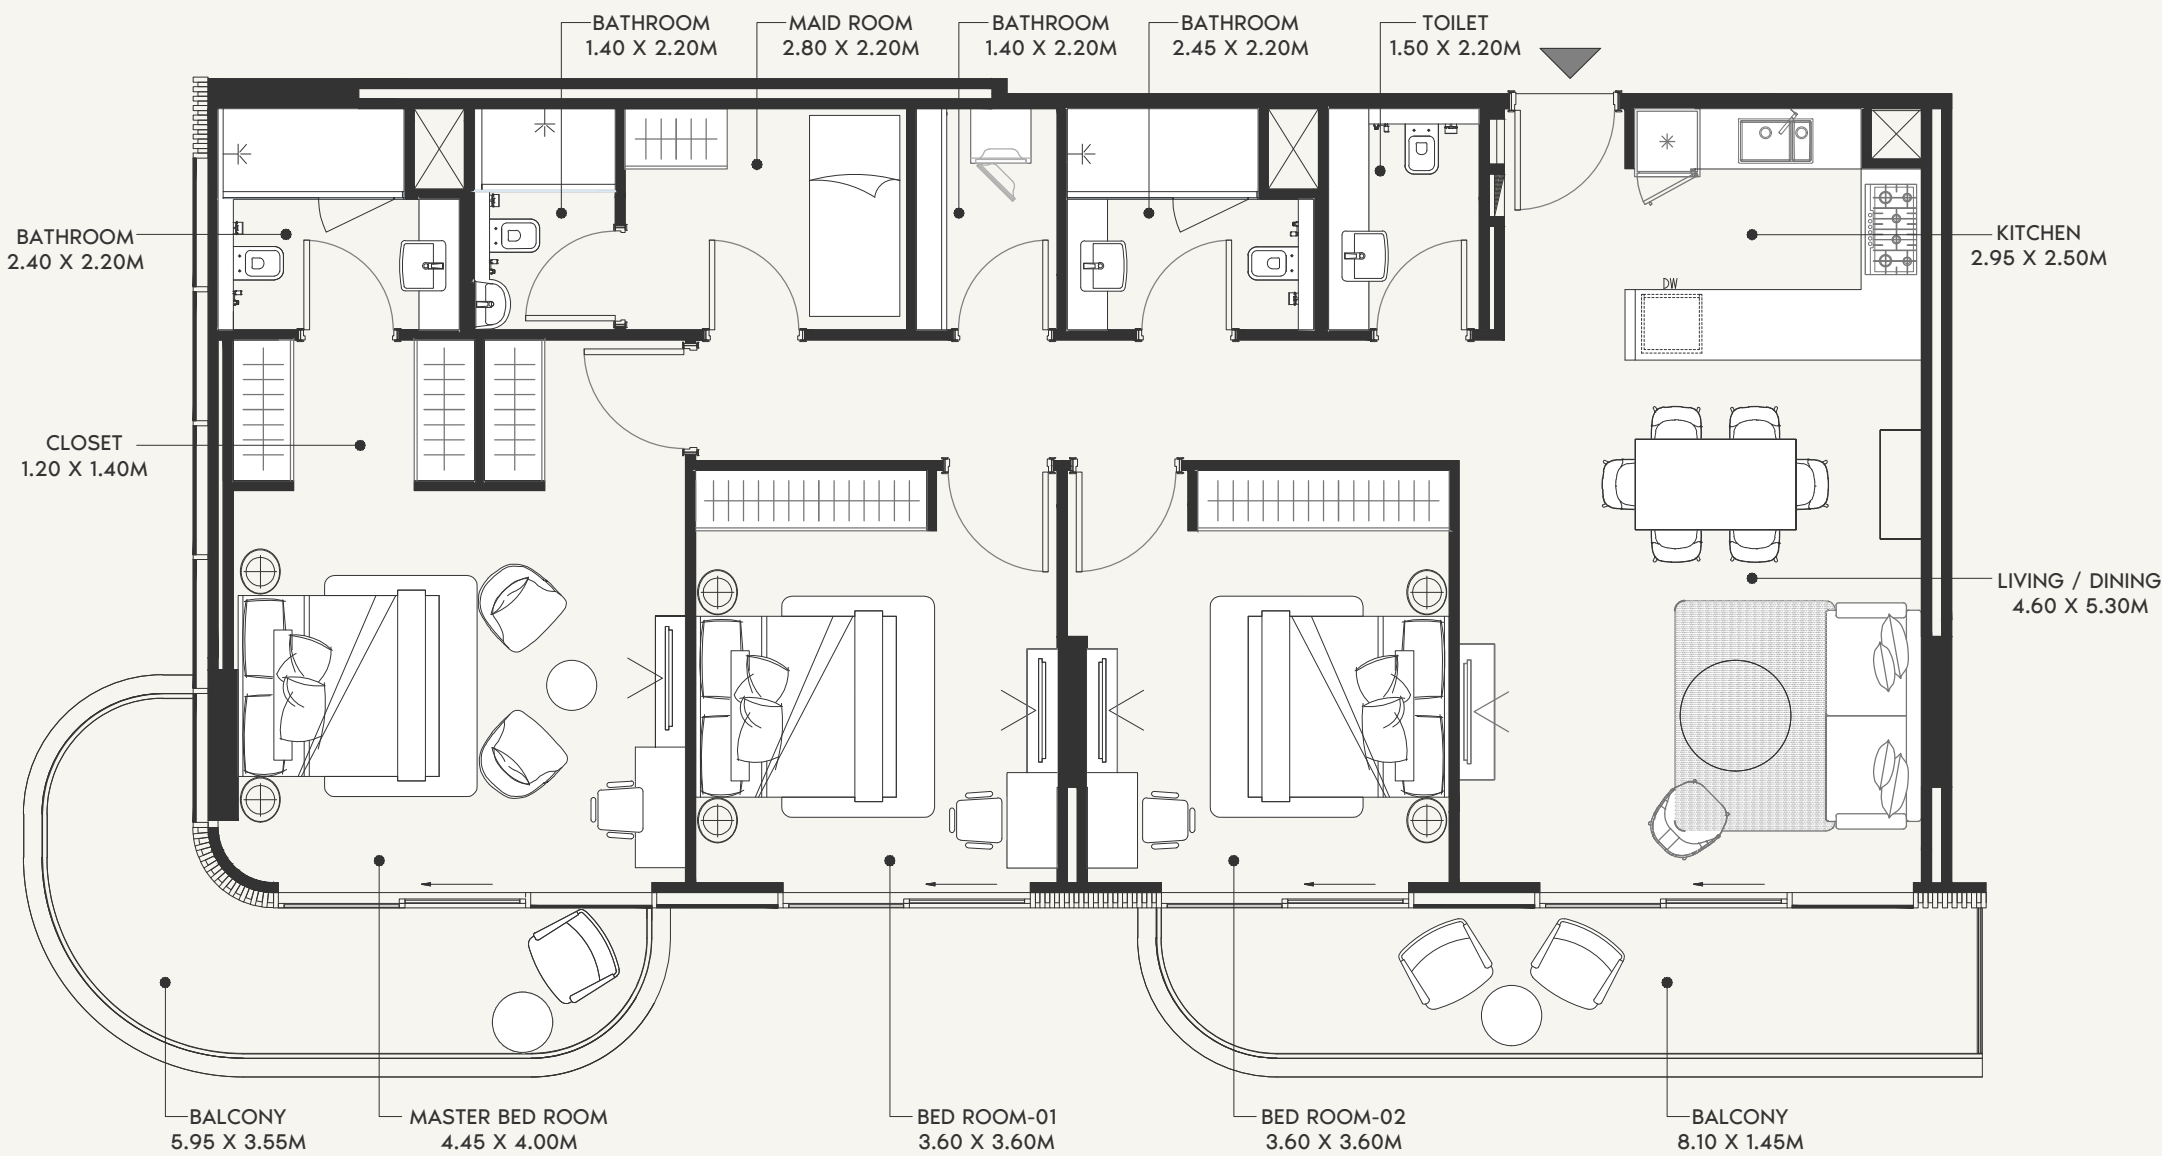 BATHROOM
1.40 X 2.20M
MAID ROOM
2.80 X 2.20M
BATHROOM
1.40 X 2.20M
BATHROOM
2.45 X 2.20M
TOILET
1.50 X 2.20M
BATHROOM
2.40 X 2.20M
KITCHEN
2.95 X 2.50M
DW
CLOSET
1.20 X 1.40M
LIVING / DINING
4.60 X 5.30M
BALCONY
5.95 X 3.55M
MASTER BED ROOM
4.45 X 4.00M
BED ROOM-01
3.60 X 3.60M
BED ROOM-02
3.60 X 3.60M
BALCONY
8.10 X 1.45M